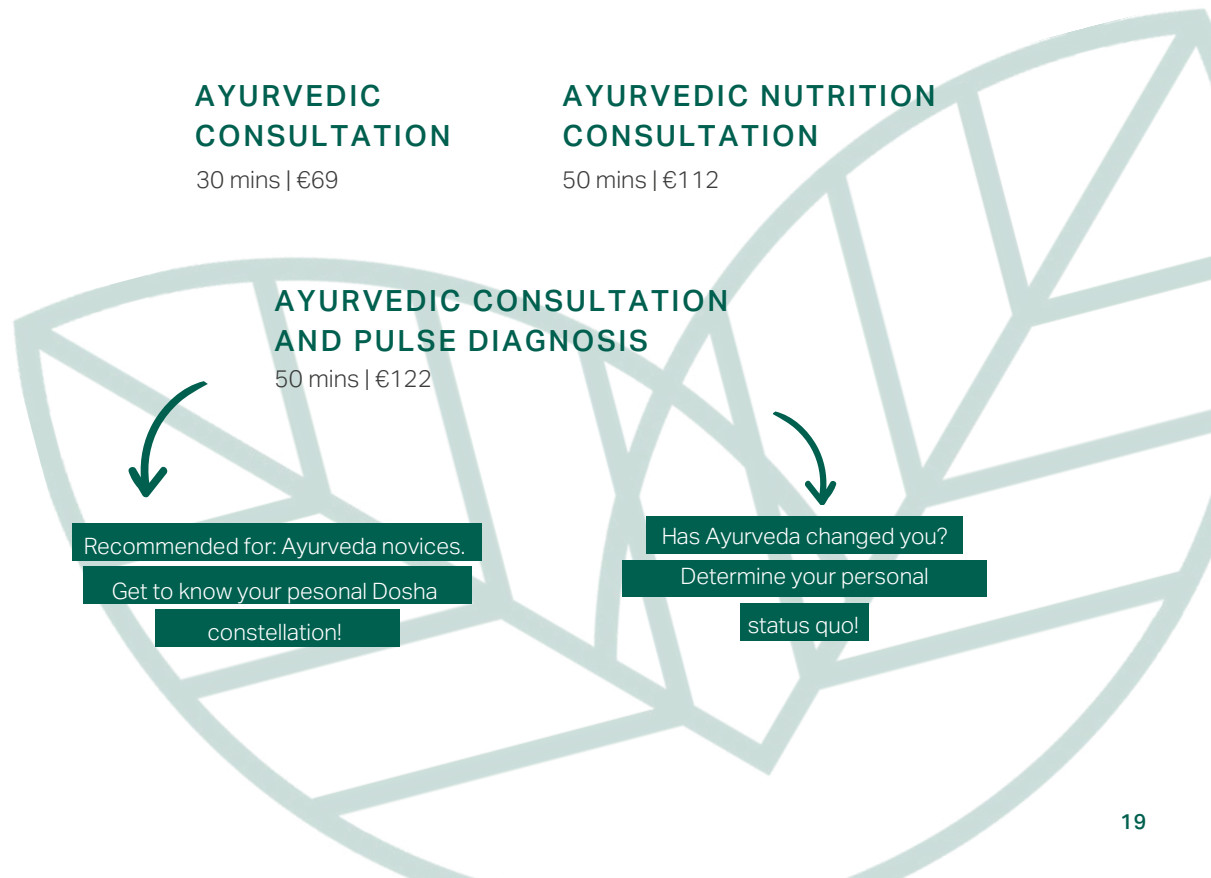 AYURVEDIC
CONSULTATION
30 mins | €69
AYURVEDIC NUTRITION
CONSULTATION
50 mins | €112
AYURVEDIC CONSULTATION
AND PULSE DIAGNOSIS
50 mins | €122
Recommended for: Ayurveda novices.
Get to know your pesonal Dosha
constellation!
Has Ayurveda changed you?
Determine your personal
status quo!
19